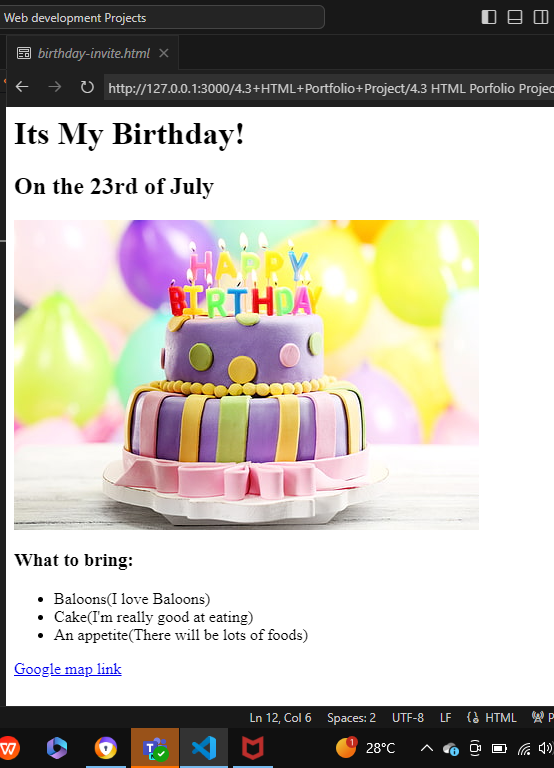 Web development Projects
birthday-invite.html
http://127.0.0.1:3000/4.3+HTML+Portfolio+Project/4.3 HTML Porfolio Projec
Its My Birthday!
On the 23rd of July
HAPPY
BIRTHDAY
What to bring:
Baloons(I love Baloons)
Cake(I'm really good at eating)
An appetite(There will be lots of foods)
Google map link
Ln 12, Col 6 Spaces: 2 UTF-8 LF HTML P
1 28°C